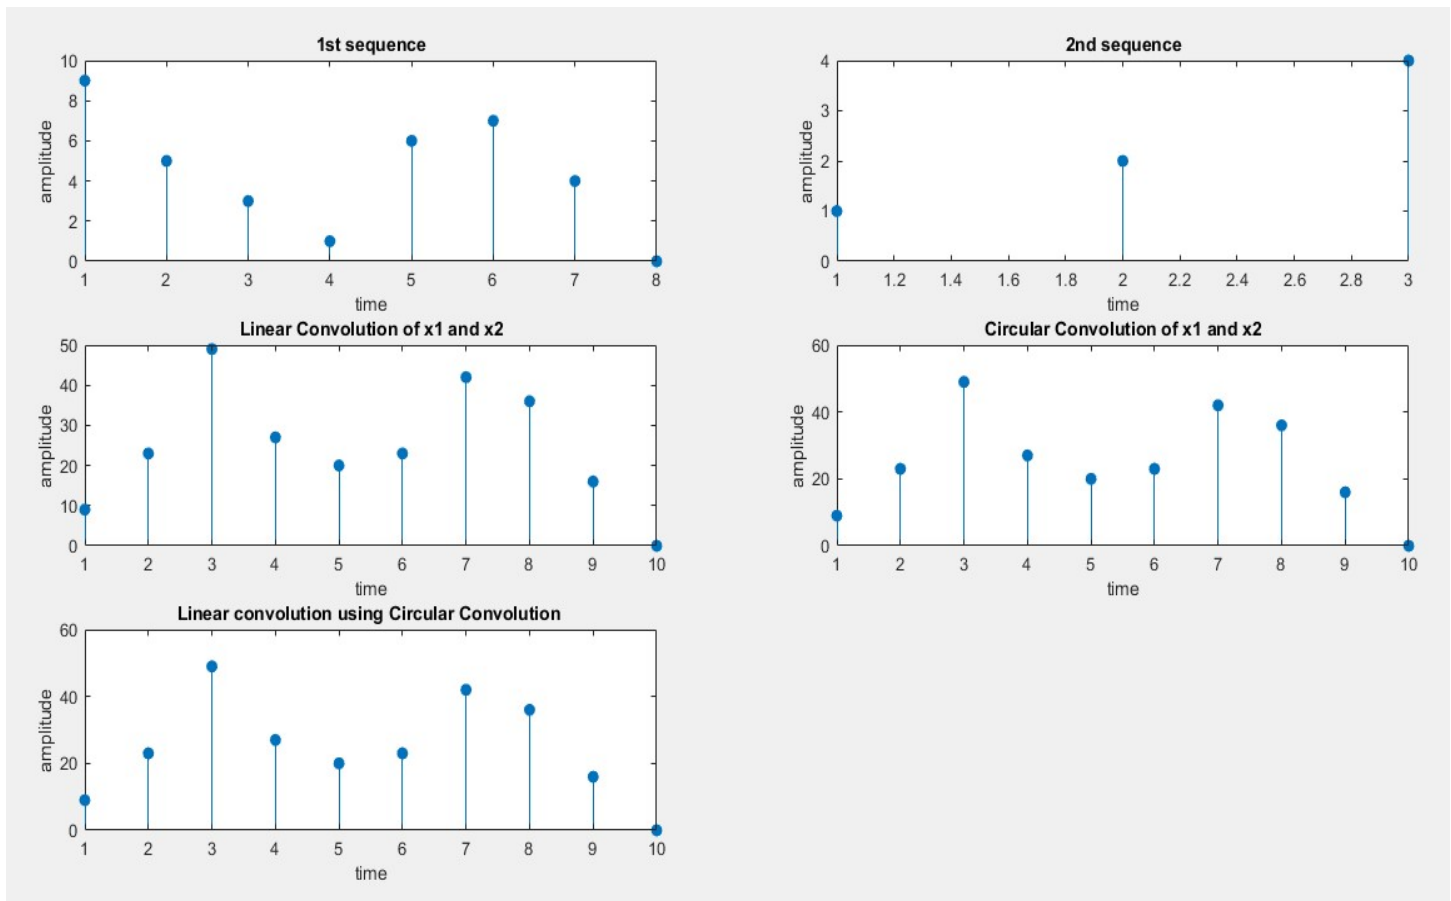 1st sequence
10
8
6
4
2
0
amplitude
1 2 3 4 5 6 7 8
time
2nd sequence
4
3
2
1
0
amplitude
1 1.2 1.4 1.6 1.8 2 2.2 2.4 2.6 2.8 3
time
Linear Convolution of x1 and x2
50
40
30
20
10
0
amplitude
1 2 3 4 5 6 7 8 9 10
time
Circular Convolution of x1 and x2
60
40
20
0
amplitude
1 2 3 4 5 6 7 8 9 10
time
Linear convolution using Circular Convolution
60
40
20
0
amplitude
1 2 3 4 5 6 7 8 9 10
time